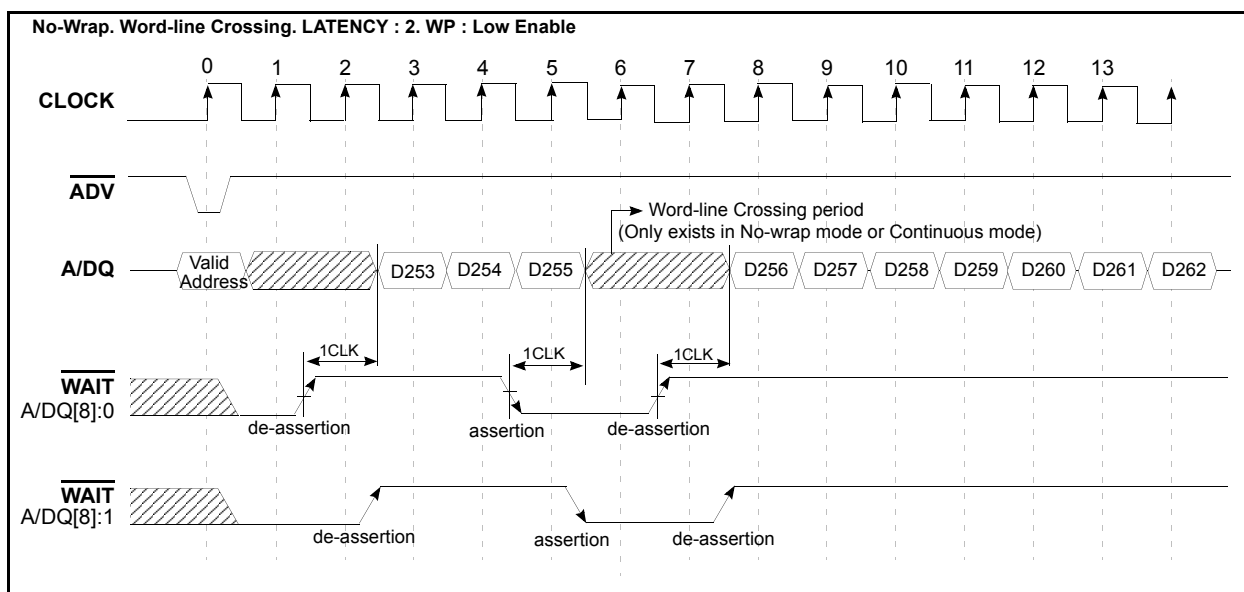 No-Wrap. Word-line Crossing. LATENCY : 2. WP : Low Enable
0 1 2 3 4 5 6 7 8 9 10 11 12 13
CLOCK
ADV
Word-line Crossing period
(Only exists in No-wrap mode or Continuous mode)
A/DQ
Valid
Address
D253 D254 D255 D256 D257 D258 D259 D260 D261 D262
1CLK 1CLK 1CLK
WAIT
A/DQ[8]:0
de-assertion assertion de-assertion
WAIT
A/DQ[8]:1
de-assertion assertion de-assertion